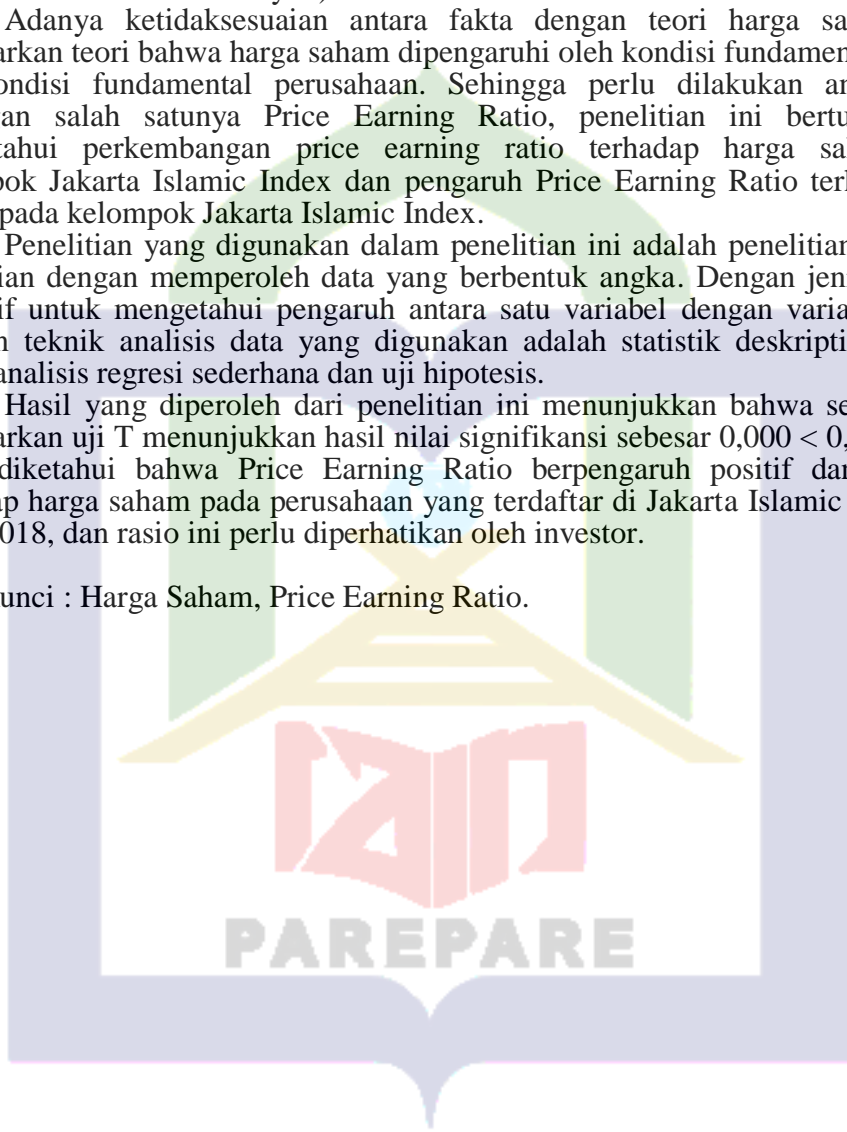 Adanya ketidaksesuaian antara fakta dengan teori harga sa
arkan teori bahwa harga saham dipengaruhi oleh kondisi fundamen
ondisi fundamental perusahaan. Sehingga perlu dilakukan an
an salah satunya Price Earning Ratio, penelitian ini bertu
tahui perkembangan price earning ratio terhadap harga sa
ok Jakarta Islamic Index dan pengaruh Price Earning Ratio ter
pada kelompok Jakarta Islamic Index.
Penelitian yang digunakan dalam penelitian ini adalah penelitian
ian dengan memperoleh data yang berbentuk angka. Dengan jen
if untuk mengetahui pengaruh antara satu variabel dengan varia
n teknik analisis data yang digunakan adalah statistik deskripti
analisis regresi sederhana dan uji hipotesis.
Hasil yang diperoleh dari penelitian ini menunjukkan bahwa se
arkan uji T menunjukkan hasil nilai signifikansi sebesar 0,000 < 0,
diketahui bahwa Price Earning Ratio berpengaruh positif dan
ap harga saham pada perusahaan yang terdaftar di Jakarta Islamic
018, dan rasio ini perlu diperhatikan oleh investor.
unci : Harga Saham, Price Earning Ratio.
PAREPARE